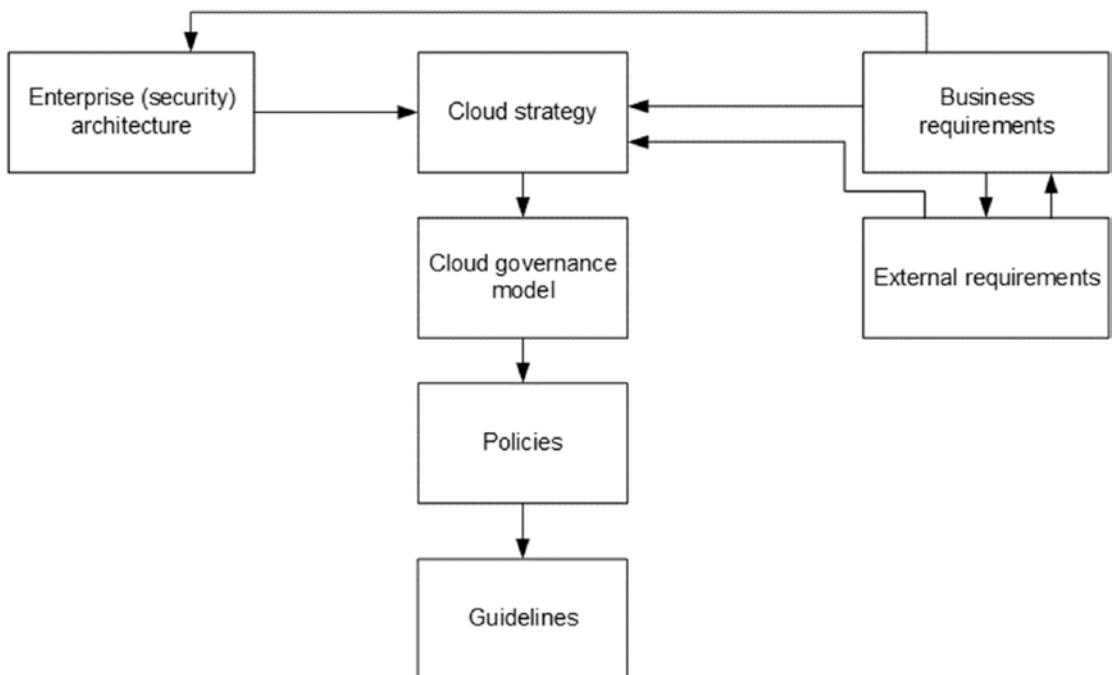 Enterprise (security)
architecture
Cloud strategy
Business
requirements
Cloud governance
model
External requirements
Policies
Guidelines